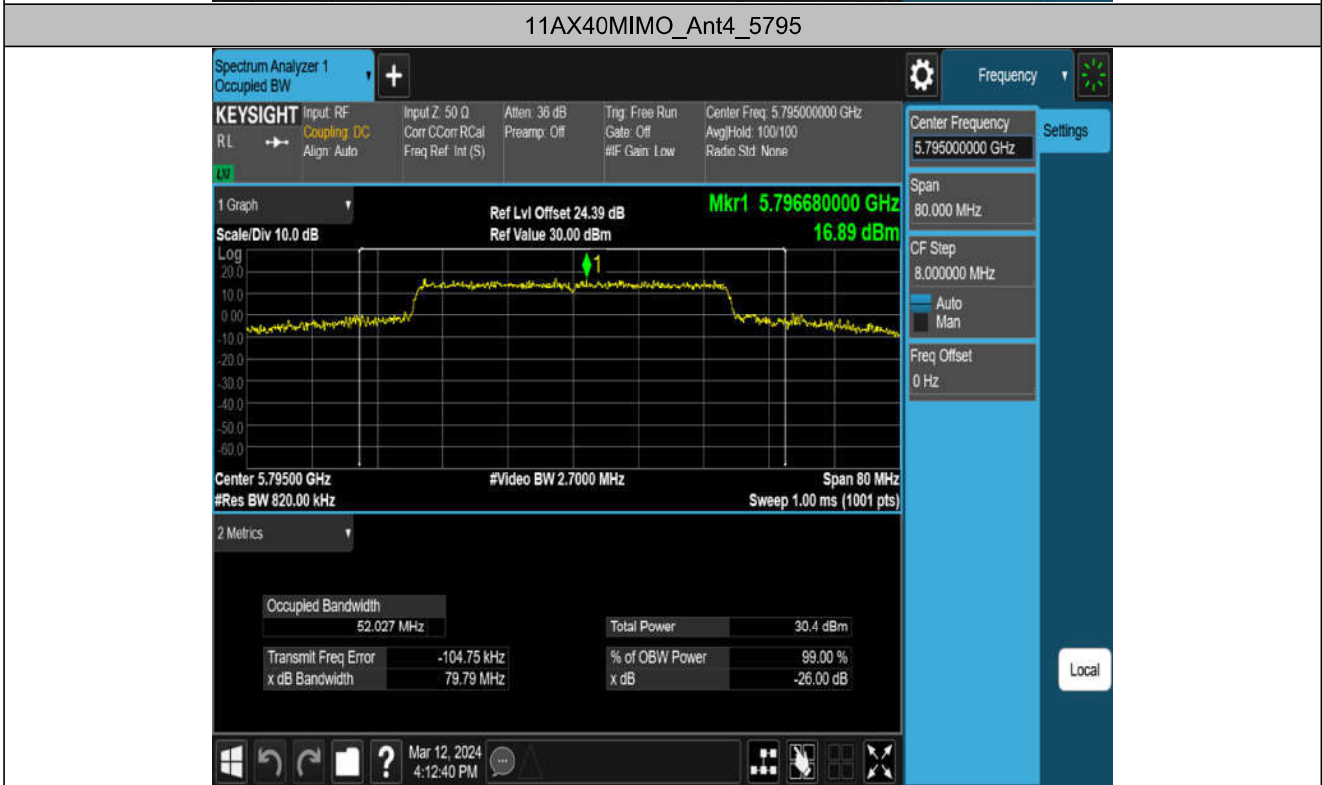 11AX40MIMO_Ant4_5795
Spectrum Analyzer 1
Occupied BW
+
Frequency
KEYSIGHT
RL
Input: RF
Coupling: DC
Align: Auto
Input Z: 50 Ω
Corr CCorr RCal
Freq Ref: Int (S)
Atten: 36 dB
Preamp: Off
Trig: Free Run
Gate: Off
#IF Gain: Low
Center Freq: 5.795000000 GHz
Avg|Hold: 100/100
Radio Std: None
Center Frequency
5.795000000 GHz
Settings
Span
80.000 MHz
CF Step
8.000000 MHz
Auto
Man
Freq Offset
0 Hz
1 Graph
Scale/Div 10.0 dB
Ref Lvl Offset 24.39 dB
Ref Value 30.00 dBm
Mkr1 5.796680000 GHz
16.89 dBm
Log
20.0
10.0
0.00
-10.0
-20.0
-30.0
-40.0
-50.0
-60.0
1
Center 5.79500 GHz
#Res BW 820.00 kHz
#Video BW 2.7000 MHz
Span 80 MHz
Sweep 1.00 ms (1001 pts)
2 Metrics
Occupied Bandwidth
52.027 MHz
Total Power 30.4 dBm
Transmit Freq Error -104.75 kHz
% of OBW Power 99.00 %
x dB Bandwidth 79.79 MHz
x dB -26.00 dB
Local
?
Mar 12, 2024
4:12:40 PM